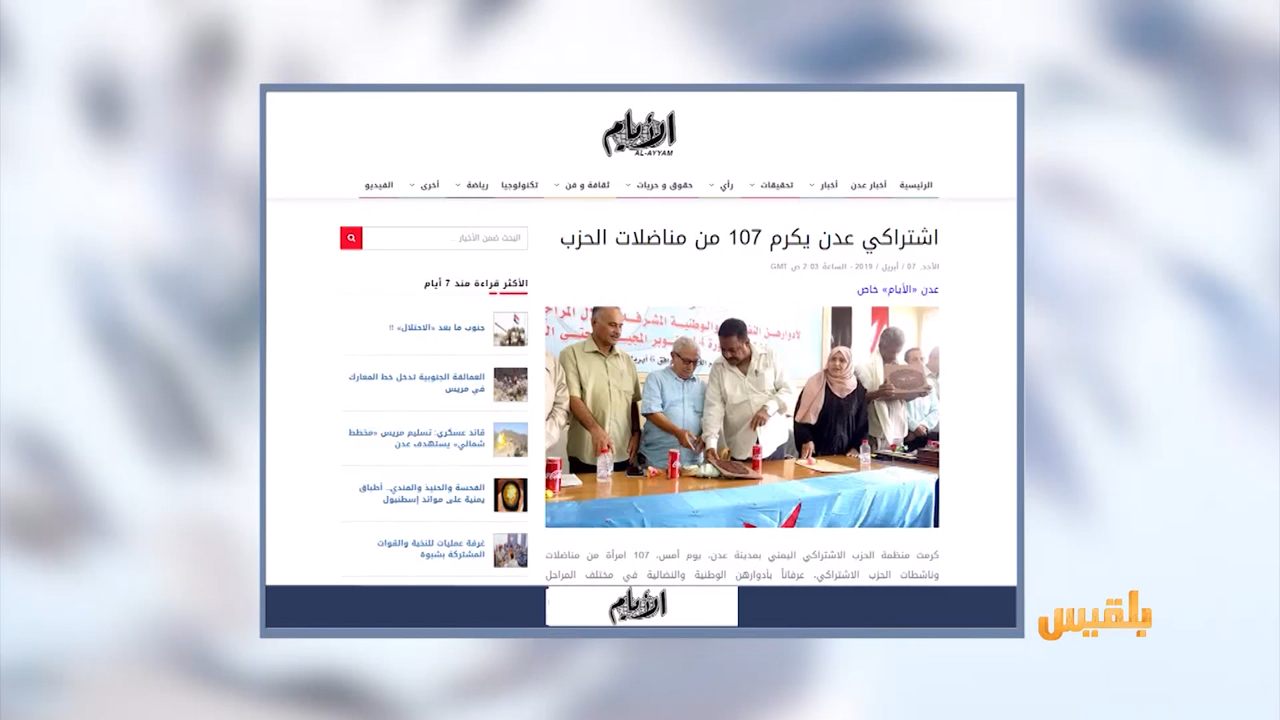 الأيام
AL-AYYAM
الرئيسية أخبار عدن أخبار تحقيقات رأي حقوق و حريات ثقافة و فن تكنولوجيا رياضة أخرى الفيديو
اشتراكي عدن يكرم 107 من مناضلات الحزب
الأحد, 07 / أبريل / 2019 - الساعة 2:03 ص GMT
عدن «الأيام» خاص
كرمت منظمة الحزب الاشتراكي اليمني بمدينة عدن، يوم أمس، 107 امرأة من مناضلات
وناشطات الحزب الاشتراكي، عرفاناً بأدوارهن الوطنية والنضالية في مختلف المراحل
البحث ضمن الأخبار ...
الأكثر قراءة منذ 7 أيام
جنوب ما بعد «الاحتلال» !!
العمالقة الجنوبية تدخل خط المعارك
في مريس
قائد عسكري: تسليم مريس «مخطط
شمالي» يستهدف عدن
الفحسة والحنيذ والمندي.. أطباق
يمنية على موائد إسطنبول
غرفة عمليات للنخبة والقوات
المشتركة بشبوة
الأيام
بلقيس